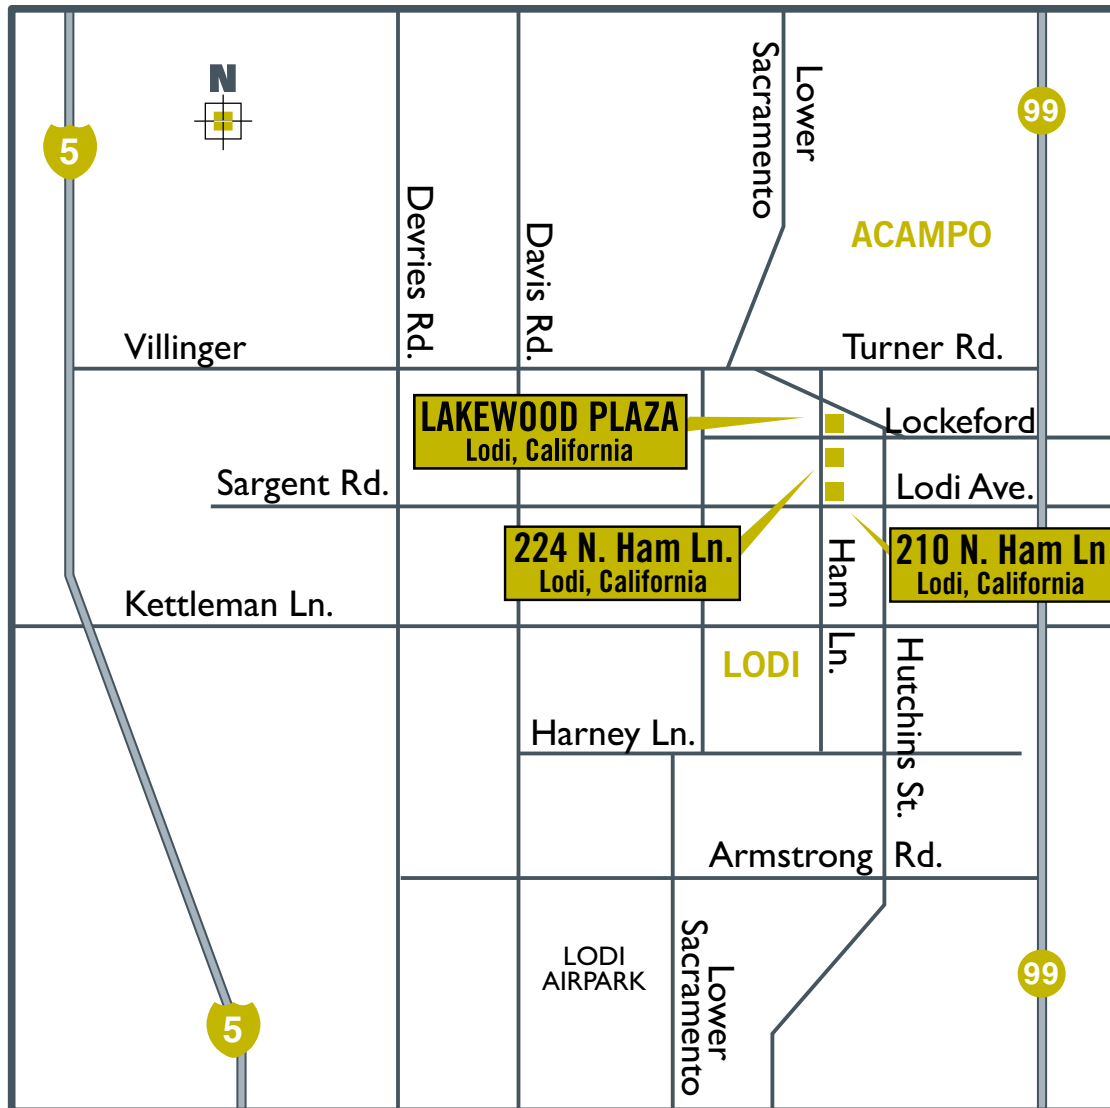 N
5
99
Lower
Sacramento
ACAMPO
Devries Rd.
Davis Rd.
Villinger
Turner Rd.
LAKEWOOD PLAZA
Lodi, California
Lockeford
Sargent Rd.
Lodi Ave.
224 N. Ham Ln.
Lodi, California
210 N. Ham Ln
Lodi, California
Ham Ln.
Kettleman Ln.
LODI
Hutchins St.
Harney Ln.
Armstrong Rd.
LODI
AIRPARK
Lower
Sacramento
99
5